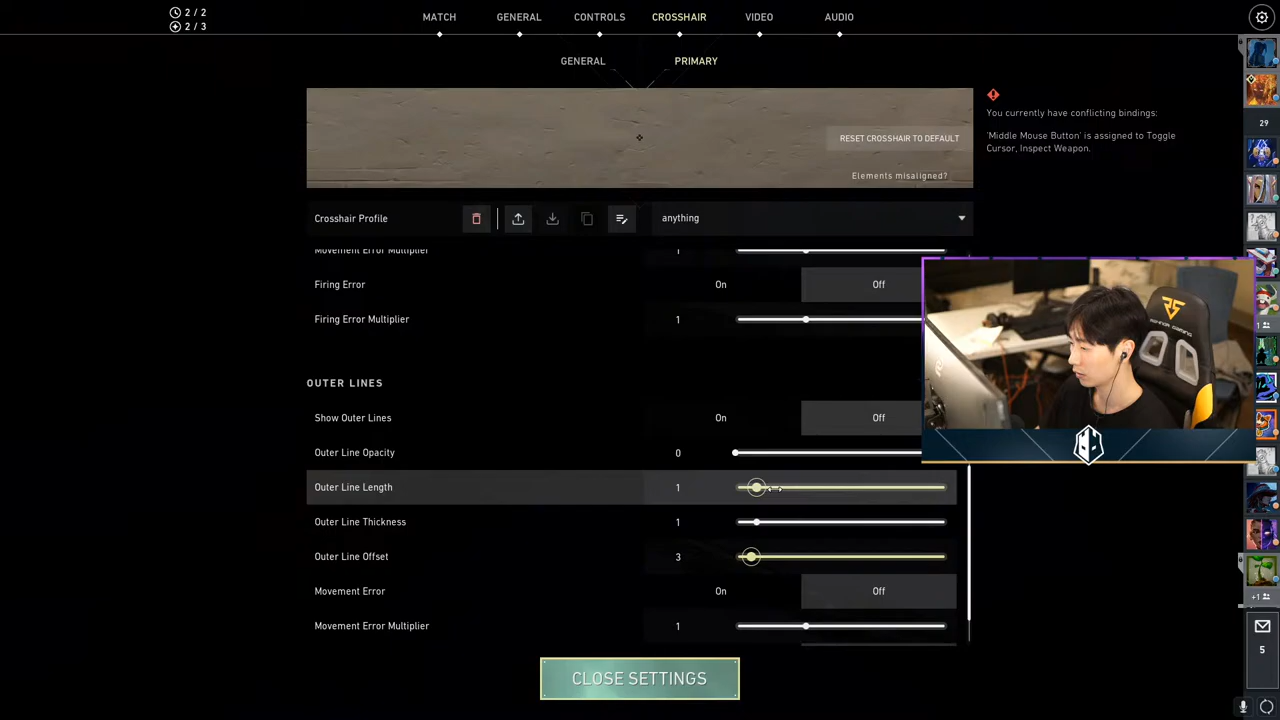 2 / 2
2 / 3
MATCH
GENERAL
CONTROLS
CROSSHAIR
VIDEO
AUDIO
GENERAL
PRIMARY
RESET CROSSHAIR TO DEFAULT
Elements misaligned?
You currently have conflicting bindings:
'Middle Mouse Button' is assigned to Toggle
Cursor, Inspect Weapon.
29
Crosshair Profile
anything
Movement Error Multiplier 1
Firing Error On Off
Firing Error Multiplier 1
1
OUTER LINES
Show Outer Lines On Off
Outer Line Opacity 0
Outer Line Length 1
Outer Line Thickness 1
Outer Line Offset 3
Movement Error On Off
Movement Error Multiplier 1
+1
5
CLOSE SETTINGS